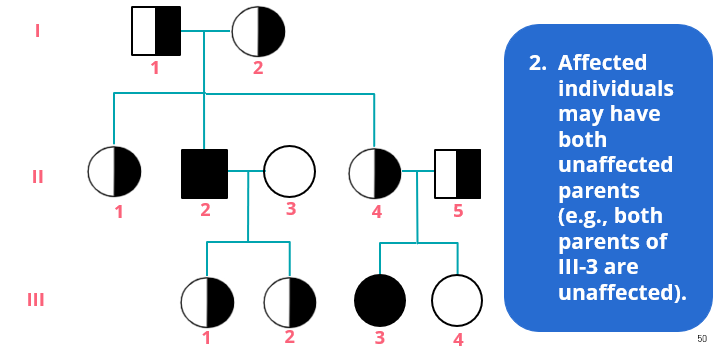 I
1
2
II
1
2
3
4
5
III
1
2
3
4
2. Affected
individuals
may have
both
unaffected
parents
(e.g., both
parents of
III-3 are
unaffected).
50